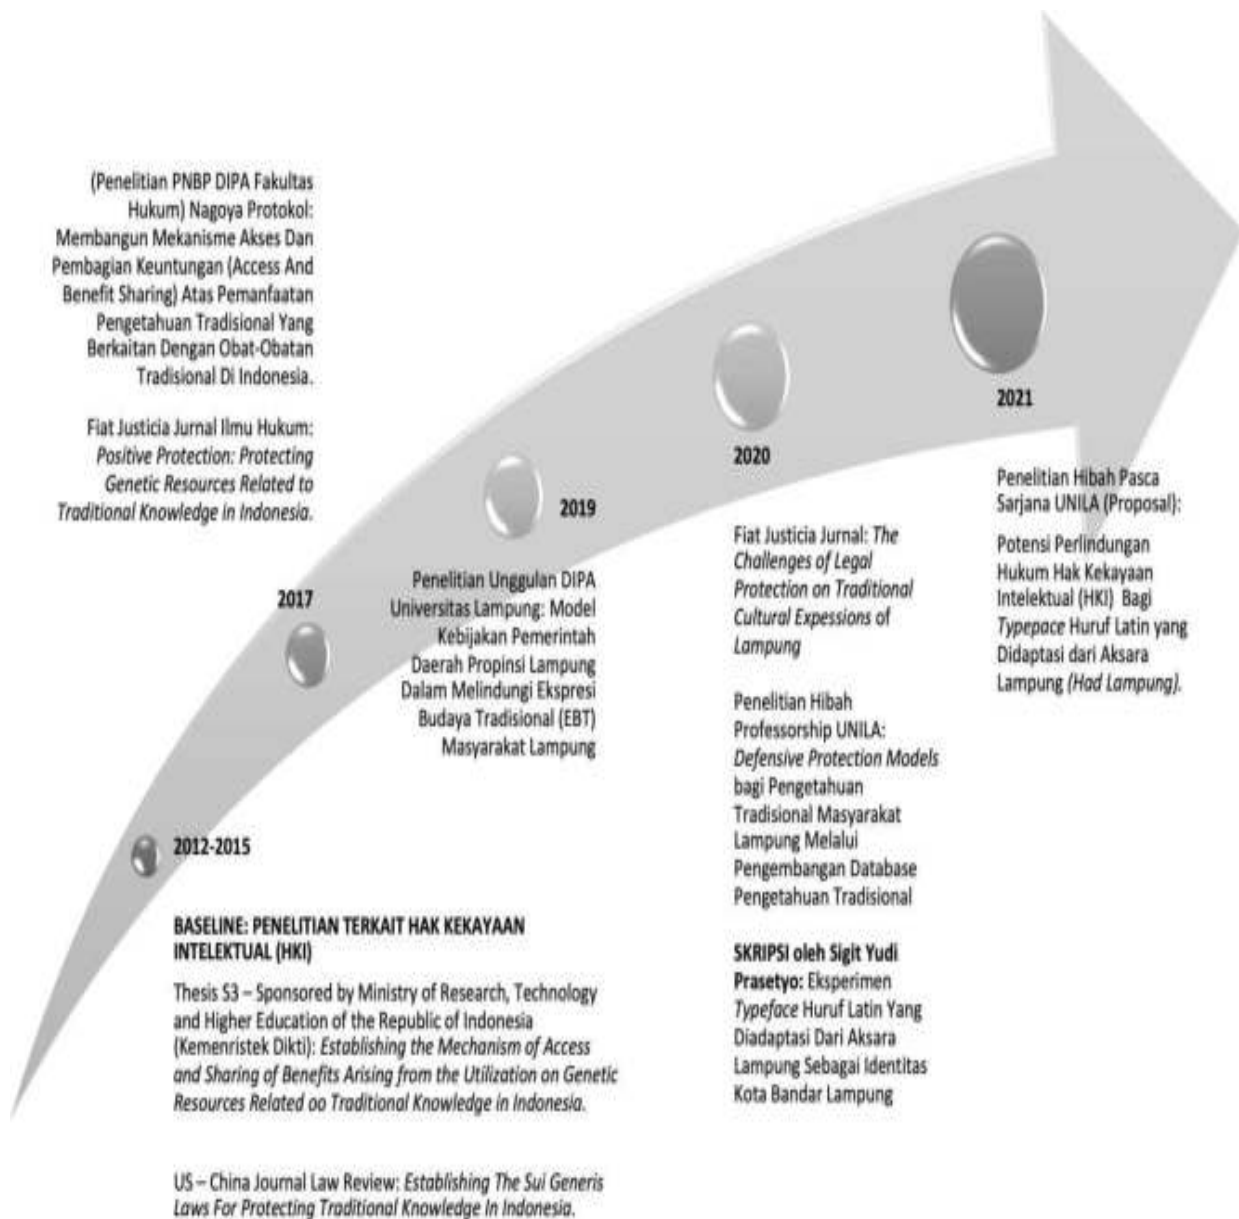 (Penelitian PNBP DIPA Fakultas
Hukum) Nagoya Protokol:
Membangun Mekanisme Akses Dan
Pembagian Keuntungan (Access And
Benefit Sharing) Atas Pemanfaatan
Pengetahuan Tradisional Yang
Berkaitan Dengan Obat-Obatan
Tradisional Di Indonesia.
Fiat Justicia Jurnal Ilmu Hukum:
Positive Protection: Protecting
Genetic Resources Related to
Traditional Knowledge in Indonesia.
2017
2012-2015
BASELINE: PENELITIAN TERKAIT HAK KEKAYAAN
INTELEKTUAL (HKI)
Thesis S3 – Sponsored by Ministry of Research, Technology
and Higher Education of the Republic of Indonesia
(Kemenristek Dikti): Establishing the Mechanism of Access
and Sharing of Benefits Arising from the Utilization on Genetic
Resources Related oo Traditional Knowledge in Indonesia.
US – China Journal Law Review: Establishing The Sui Generis
Laws For Protecting Traditional Knowledge In Indonesia.
2019
Penelitian Unggulan DIPA
Universitas Lampung: Model
Kebijakan Pemerintah
Daerah Propinsi Lampung
Dalam Melindungi Ekspresi
Budaya Tradisional (EBT)
Masyarakat Lampung
2020
Fiat Justicia Jurnal: The
Challenges of Legal
Protection on Traditional
Cultural Expessions of
Lampung
Penelitian Hibah
Professorship UNILA:
Defensive Protection Models
bagi Pengetahuan
Tradisional Masyarakat
Lampung Melalui
Pengembangan Database
Pengetahuan Tradisional
SKRIPSI oleh Sigit Yudi
Prasetyo: Eksperimen
Typeface Huruf Latin Yang
Diadaptasi Dari Aksara
Lampung Sebagai Identitas
Kota Bandar Lampung
2021
Penelitian Hibah Pasca
Sarjana UNILA (Proposal):
Potensi Perlindungan
Hukum Hak Kekayaan
Intelektual (HKI) Bagi
Typepace Huruf Latin yang
Didaptasi dari Aksara
Lampung (Had Lampung).